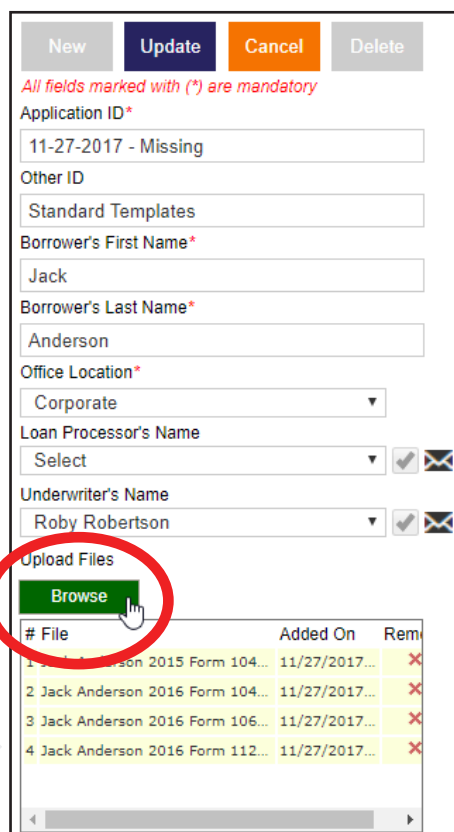 New Update Cancel Delete
All fields marked with (*) are mandatory
Application ID*
11-27-2017 - Missing
Other ID
Standard Templates
Borrower's First Name*
Jack
Borrower's Last Name*
Anderson
Office Location*
Corporate
Loan Processor's Name
Select
Underwriter's Name
Roby Robertson
Upload Files
Browse
# File Added On Rem
1 Jack Anderson 2015 Form 104... 11/27/2017...
2 Jack Anderson 2016 Form 104... 11/27/2017...
3 Jack Anderson 2016 Form 106... 11/27/2017...
4 Jack Anderson 2016 Form 112... 11/27/2017...